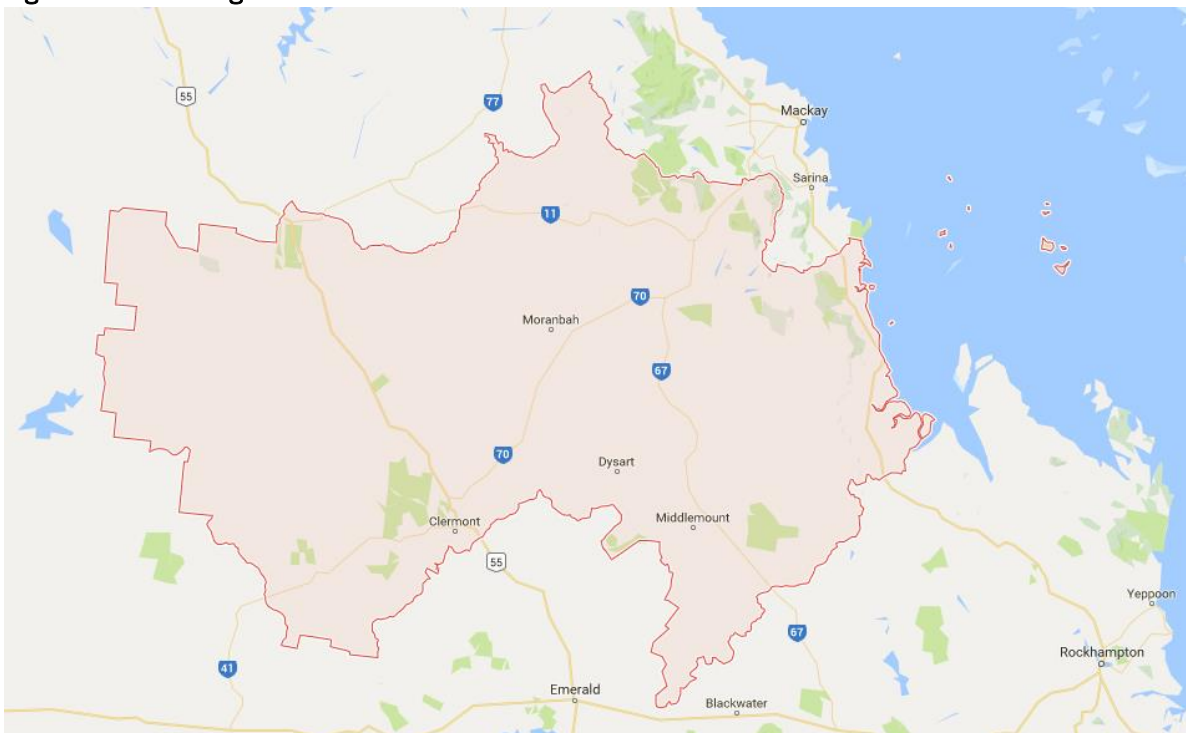 55
77
Mackay
Sarina
11
70
Moranbah
67
70
Dysart
Clermont
Middlemount
55
Yeppoon
67
Rockhampton
41
Emerald
Blackwater